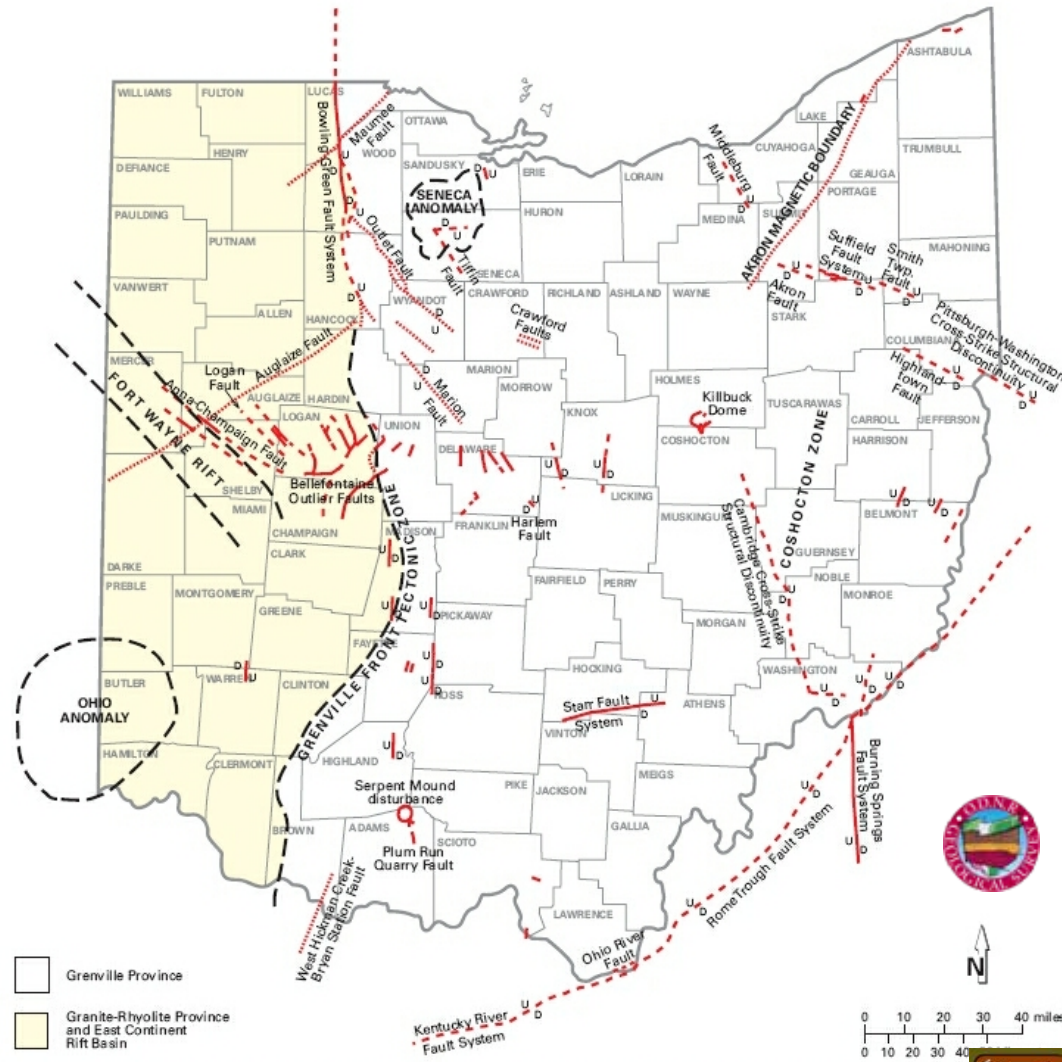 ASHTABULA
WILLIAMS
FULTON
LUCAS
Maumee
Fault
OTTAWA
LAKE
Bowling Green Fault System
WOOD
HENRY
DEFIANCE
SANDUSKY
ERIE
LORAIN
Middleburg
Fault
CUYAHOGA
GEAUGA
TRUMBULL
AKRON MAGNETIC BOUNDARY
PORTAGE
SENECA
ANOMALY
PAULDING
PUTNAM
HURON
MEDINA
SUMMIT
MAHONING
Outlet Fault
Tiffin
Fault
SENECA
Suffield
Fault
System
Smith
Twp.
Fault
Akron
Fault
VANWERT
ALLEN
HANCOCK
WYANDOT
CRAWFORD
RICHLAND
ASHLAND
WAYNE
STARK
Crawford
Faults
COLUMBIANA
Pittsburgh-Washington
Cross-Strike Structural
Discontinuity
Highland-
town
Fault
MERCER
Logan
Fault
Auglaize Fault
AUGLAIZE
HARDIN
MARION
Marion
Fault
MORROW
HOLMES
Killbuck
Dome
TUSCARAWAS
CARROLL
JEFFERSON
Anna-Champaign Fault
FORT WAYNE RIFT
LOGAN
UNION
DELAWARE
KNOX
COSHOCTON
HARRISON
COSHOCTON ZONE
SHELBY
Bellefontaine
Outlier Faults
MIAMI
CHAMPAIGN
LICKING
MUSKINGUM
BELMONT
Cambridge Cross-Strike
Structural Discontinuity
FRANKLIN
Harlem
Fault
MADISON
GUERNSEY
DARKE
CLARK
PREBLE
MONTGOMERY
GREENE
FAIRFIELD
PERRY
NOBLE
MONROE
PICKAWAY
MORGAN
FAYETTE
GRENVILLE FRONT TECTONIC ZONE
HOCKING
WASHINGTON
BUTLER
WARREN
CLINTON
ROSS
Starr Fault
System
ATHENS
OHIO
ANOMALY
VINTON
HAMILTON
CLERMONT
HIGHLAND
Burning Springs
Fault System
Serpent Mound
disturbance
PIKE
JACKSON
MEIGS
BROWN
ADAMS
SCIOTO
GALLIA
Plum Run
Quarry Fault
Rome Trough Fault System
West Hickman Creek-
Bryan Station Fault
LAWRENCE
Ohio River
Fault
Kentucky River
Fault System
O.D.N.R.
Grenville Province
Granite-Rhyolite Province
and East Continent
Rift Basin
N
0 10 20 30 40 miles
0 10 20 30 40